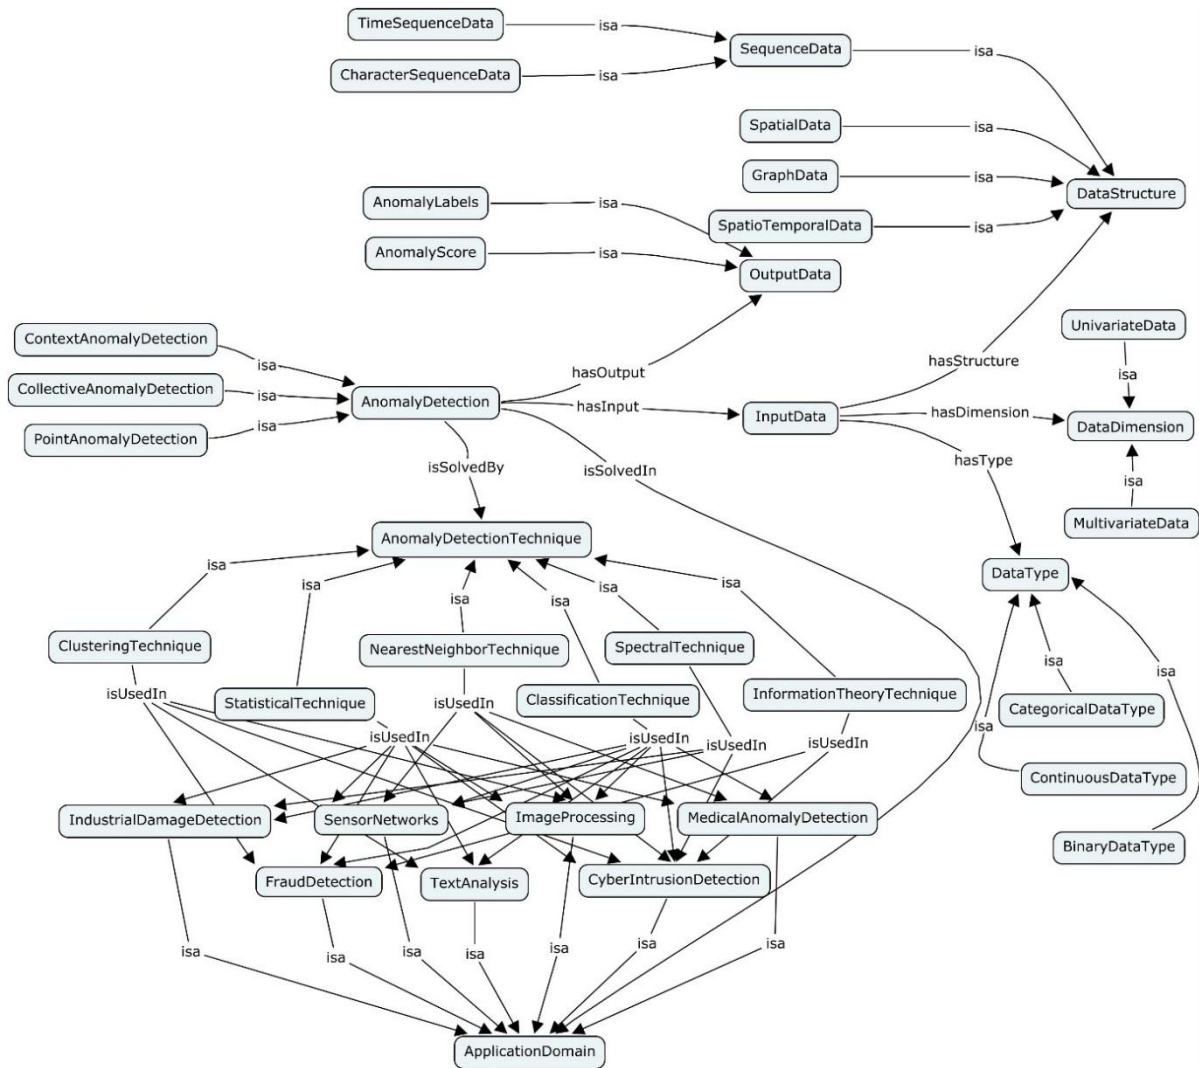 TimeSequenceData
isa
SequenceData
isa
CharacterSequenceData
isa
SpatialData
isa
GraphData
isa
DataStructure
AnomalyLabels
isa
SpatioTemporalData
isa
AnomalyScore
isa
OutputData
ContextAnomalyDetection
isa
UnivariateData
hasStructure
isa
CollectiveAnomalyDetection
isa
hasOutput
AnomalyDetection
hasInput
InputData
hasDimension
DataDimension
PointAnomalyDetection
isa
isSolvedBy
isSolvedIn
hasType
isa
MultivariateData
AnomalyDetectionTechnique
isa
isa
isa
isa
isa
isa
DataType
ClusteringTechnique
NearestNeighborTechnique
SpectralTechnique
isa
isa
isUsedIn
StatisticalTechnique
isUsedIn
ClassificationTechnique
InformationTheoryTechnique
CategoricalDataType
isa
isUsedIn
isUsedIn
isUsedIn
isUsedIn
ContinuousDataType
IndustrialDamageDetection
SensorNetworks
ImageProcessing
MedicalAnomalyDetection
BinaryDataType
FraudDetection
TextAnalysis
CyberIntrusionDetection
isa
isa
isa
isa
isa
isa
isa
ApplicationDomain